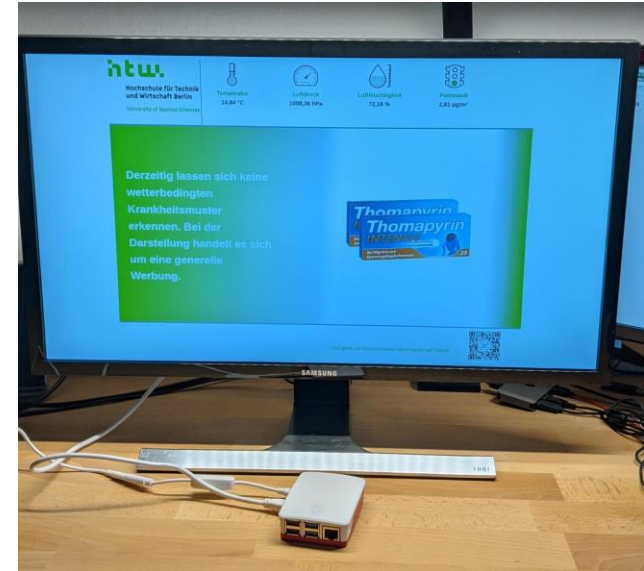 htw.
Hochschule für Technik
und Wirtschaft Berlin
University of Applied Sciences
Temperatur
14,84 °C
Luftdruck
1008,36 hPa
Luftfeuchtigkeit
72,18 %
Feinstaub
2,81 µg/m³
Derzeitig lassen sich keine
wetterbedingten
Krankheitsmuster
erkennen. Bei der
Darstellung handelt es sich
um eine generelle
Werbung.
Thomapyrin
Thomapyrin
INTENSIV
20
SAMSUNG